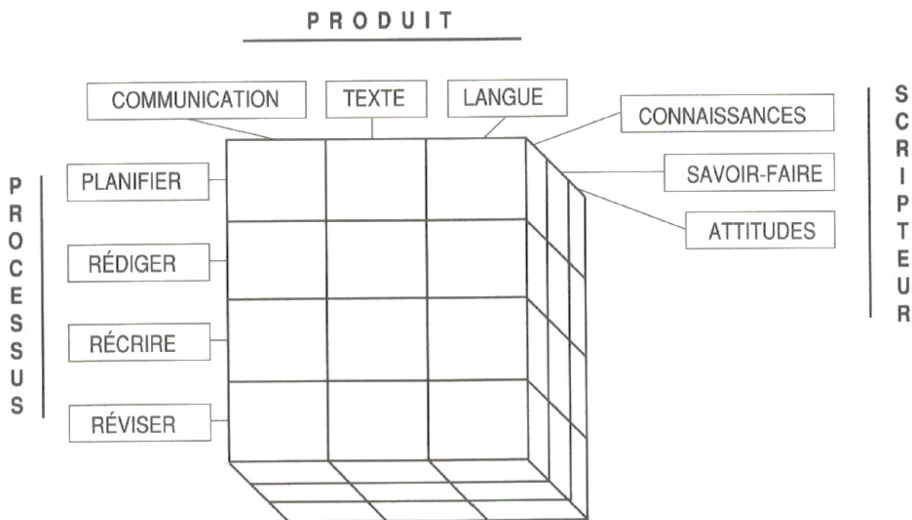 PRODUIT
COMMUNICATION
TEXTE
LANGUE
CONNAISSANCES
SAVOIR-FAIRE
ATTITUDES
SCRIPTEUR
PROCESSUS
PLANIFIER
RÉDIGER
RÉCRIRE
RÉVISER